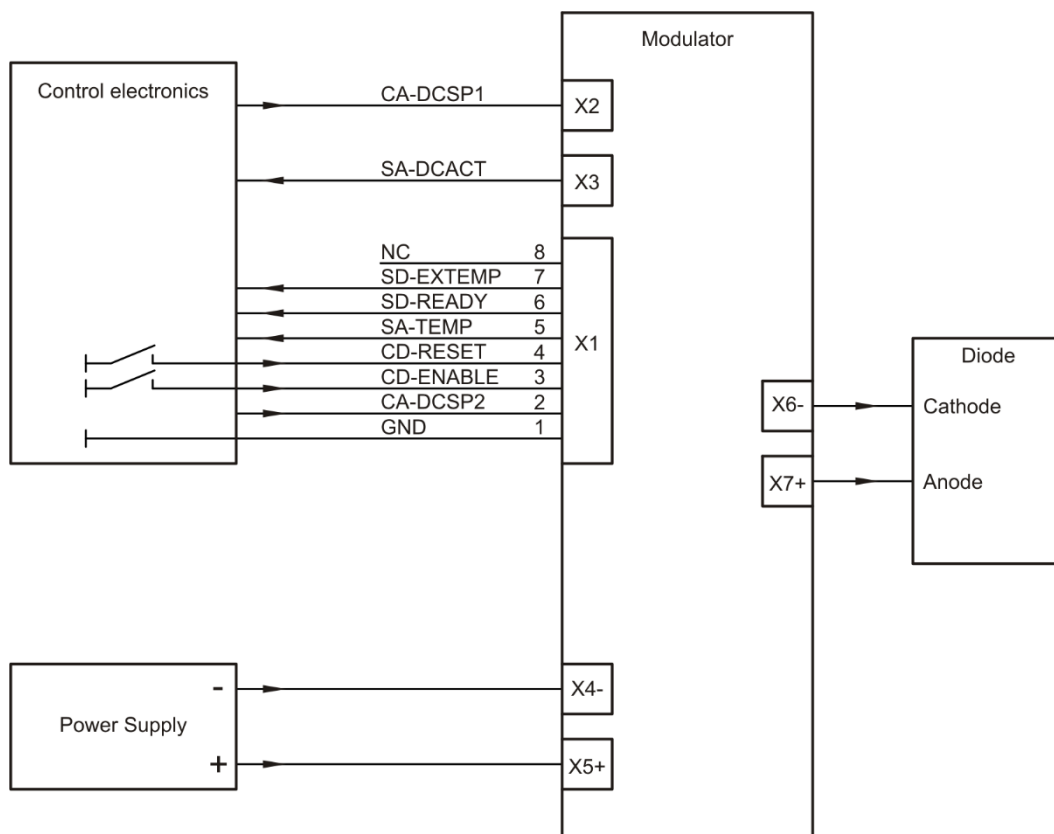 Modulator
Control electronics
CA-DCSP1
X2
SA-DCACT
X3
NC 8
SD-EXTEMP 7
SD-READY 6
SA-TEMP 5
X1
CD-RESET 4
CD-ENABLE 3
CA-DCSP2 2
GND 1
Diode
X6- Cathode
X7+ Anode
- X4-
Power Supply
+ X5+